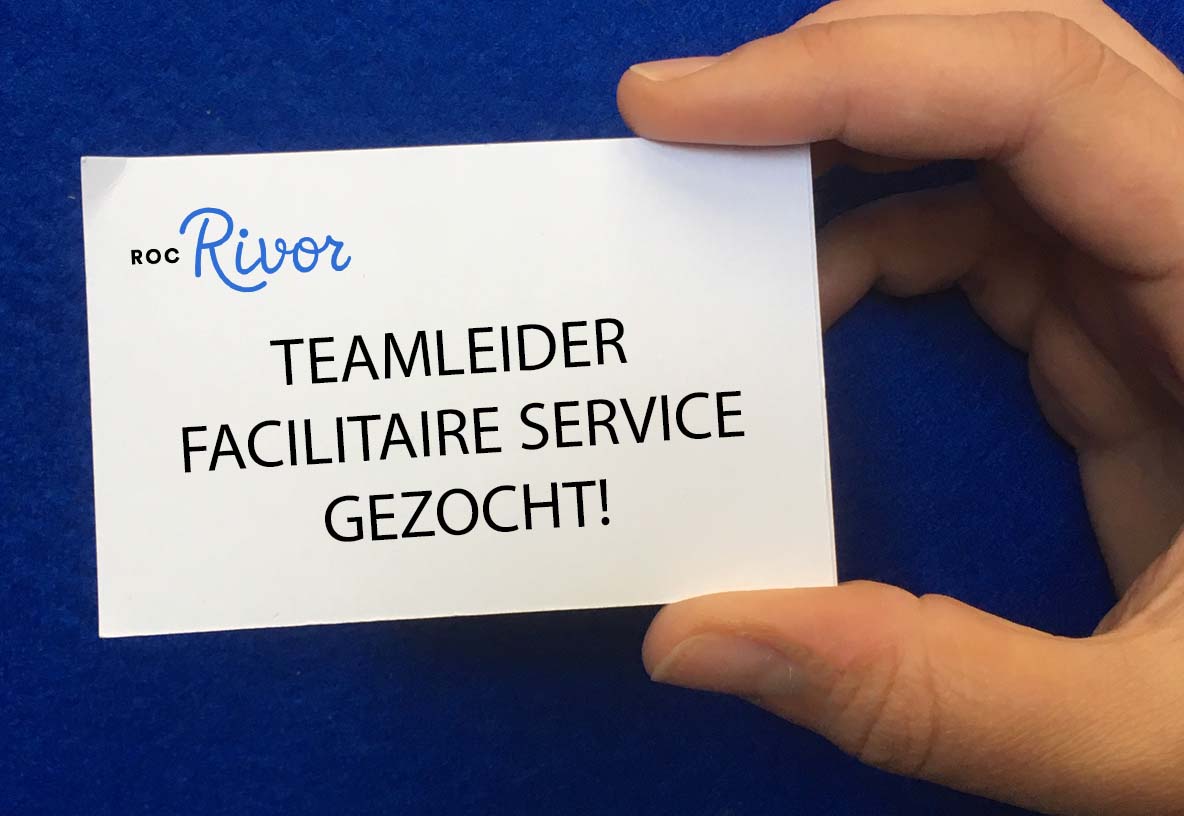 ROC Rivor
TEAMLEIDER
FACILITAIRE SERVICE
GEZOCHT!